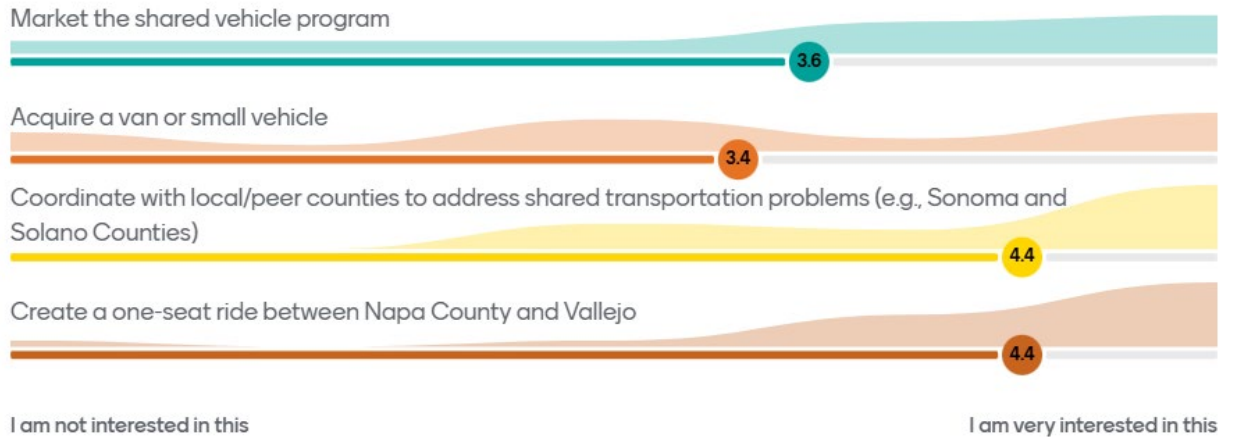 Market the shared vehicle program
3.6
Acquire a van or small vehicle
3.4
Coordinate with local/peer counties to address shared transportation problems (e.g., Sonoma and
Solano Counties)
4.4
Create a one-seat ride between Napa County and Vallejo
4.4
I am not interested in this
I am very interested in this